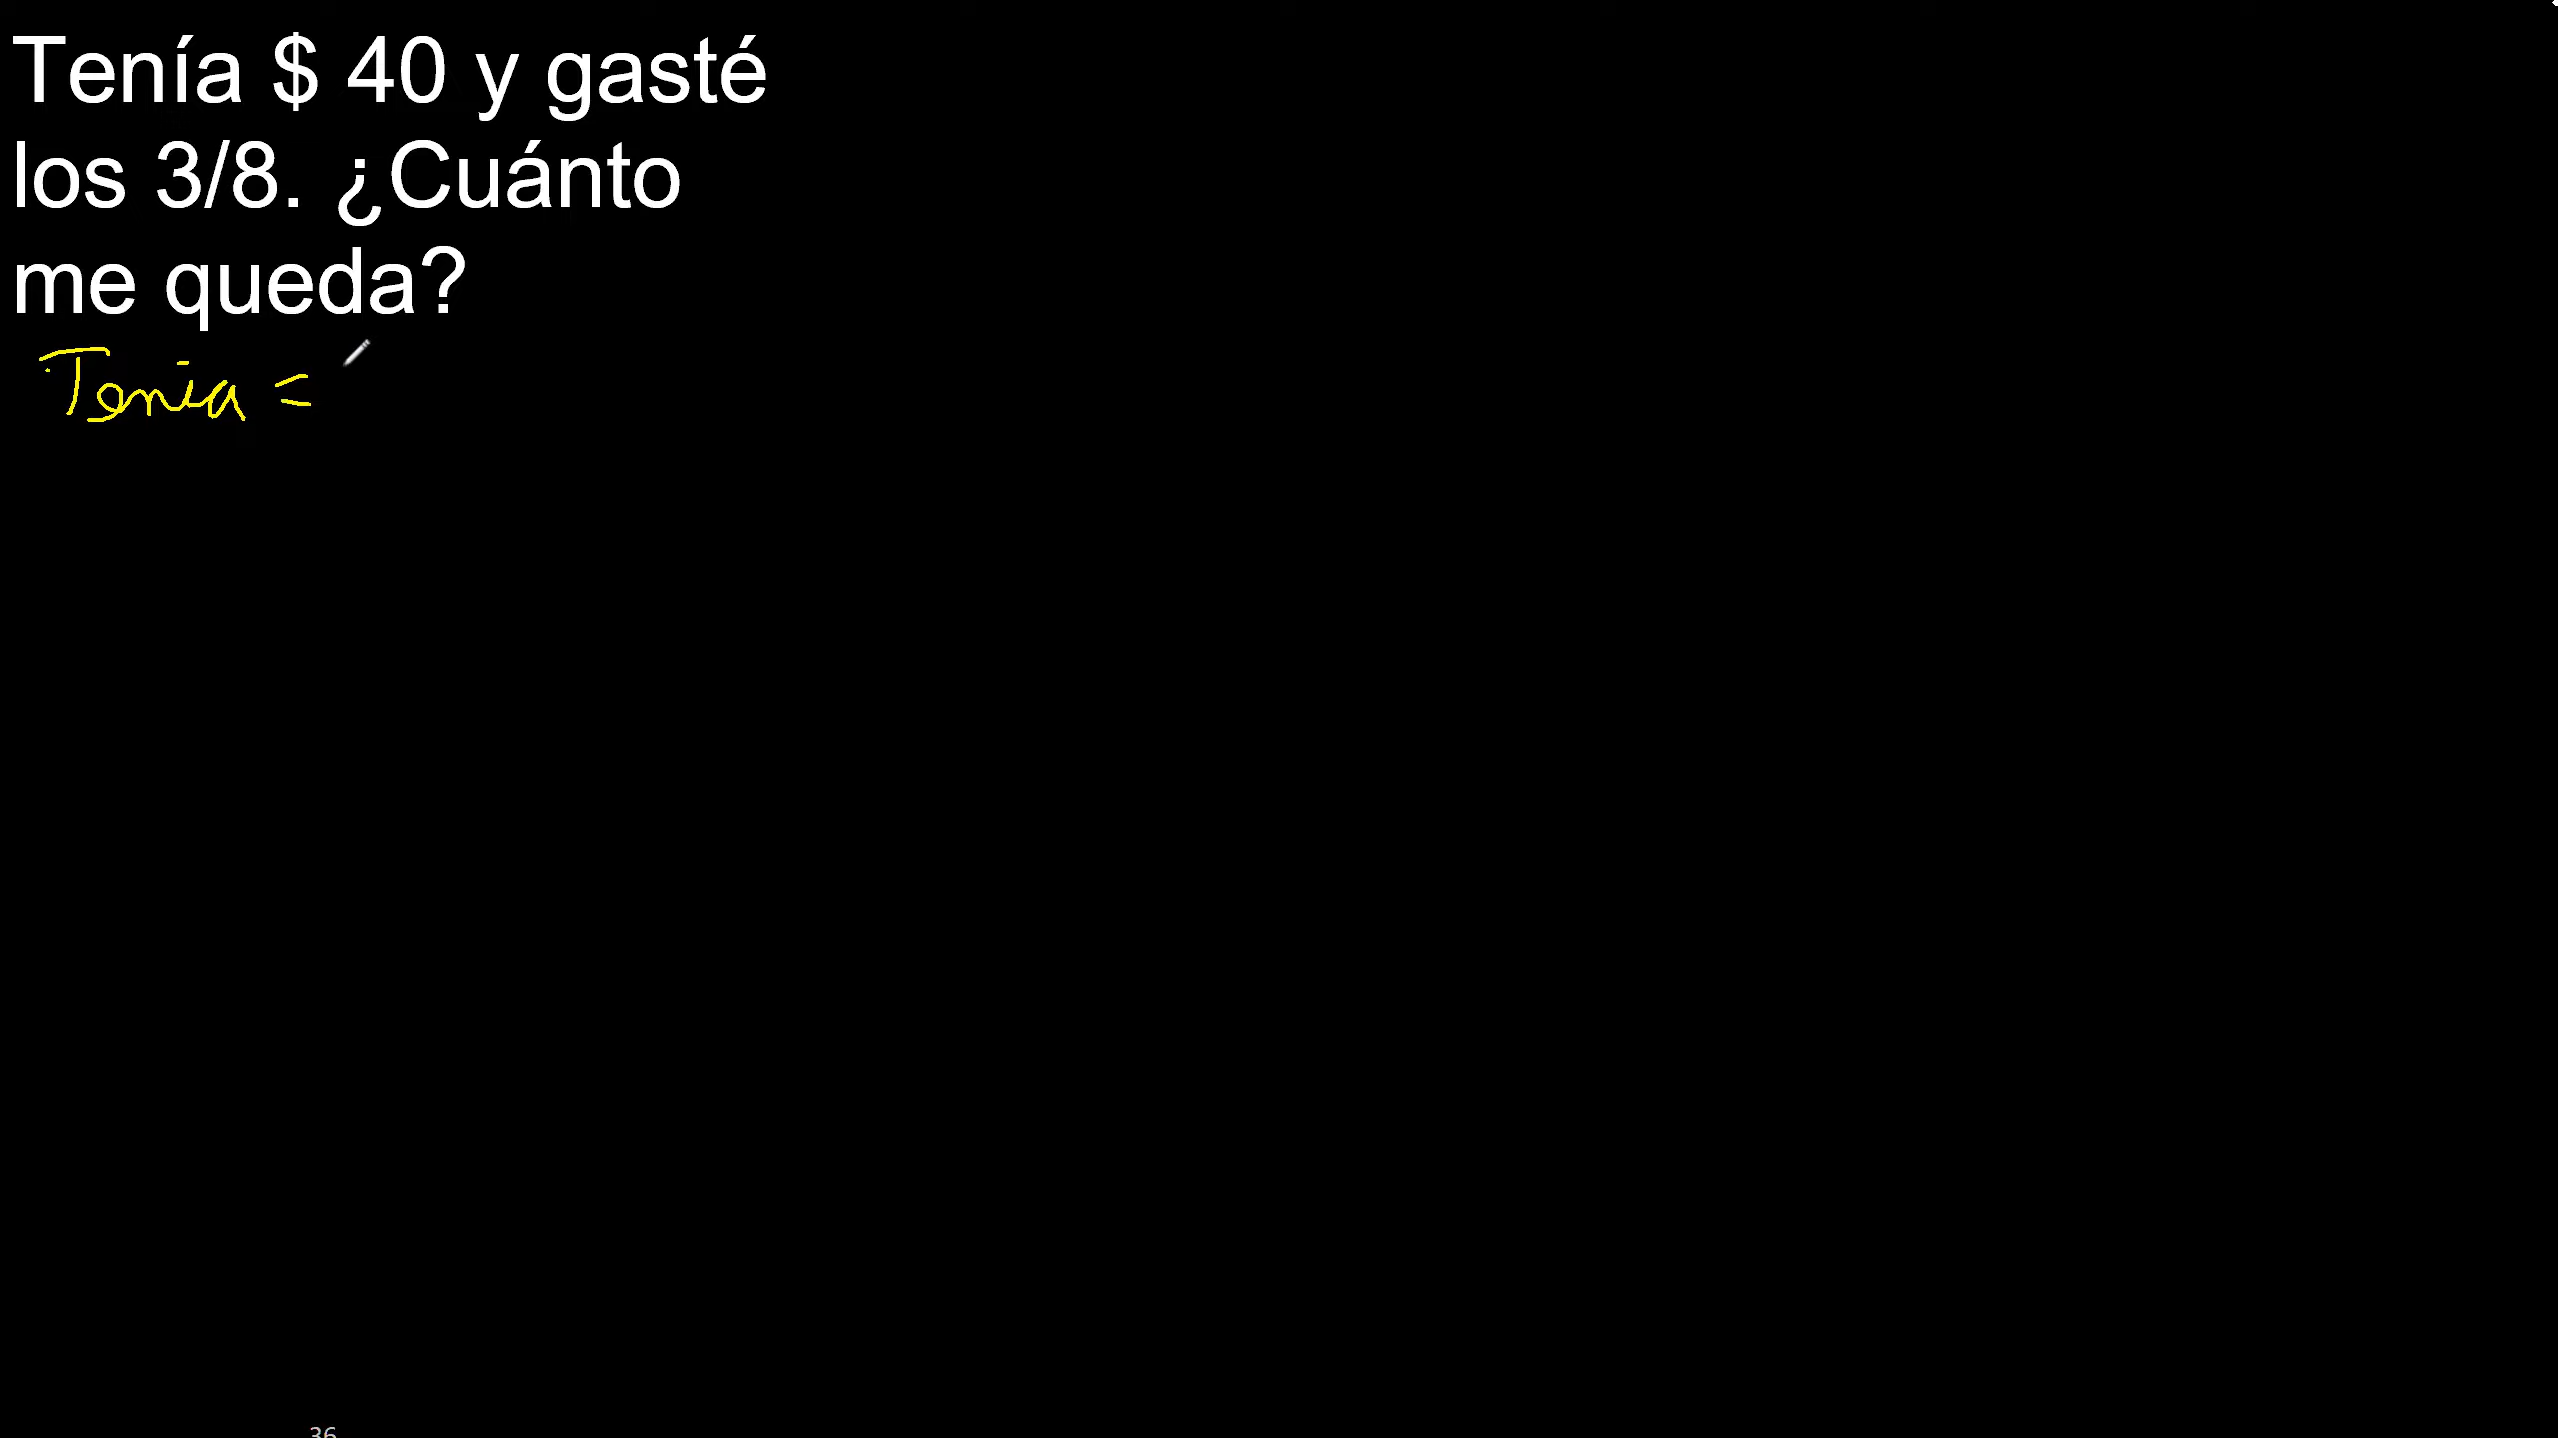 Tenía $ 40 y gasté
los 3/8. ¿Cuánto
me queda?
Tenia =
36